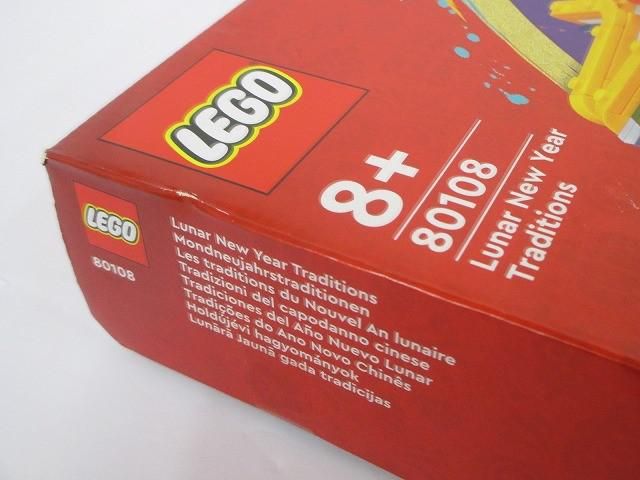 LEGO
8+
80108
Lunar New Year
Traditions
LEGO
80108
Lunar New Year Traditions
Mondneujahrstraditionen
Les traditions du Nouvel An lunaire
Tradizioni del capodanno cinese
Tradiciones del Año Nuevo Lunar
Tradições do Ano Novo Chinês
Holdújévi hagyományok
Lunārā Jaunā gada tradīcijas